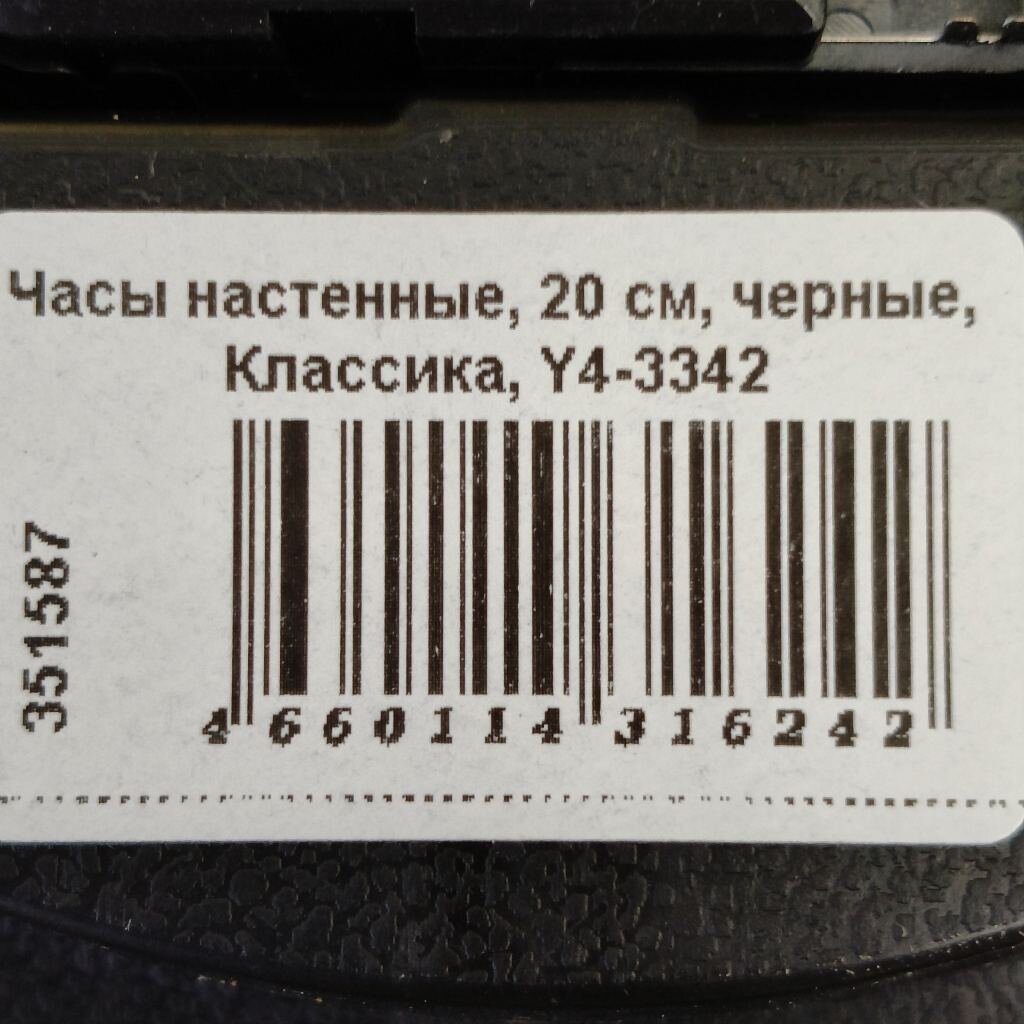 Часы настенные, 20 см, черные,
Классика, Y4-3342
351587
4 660114 316242